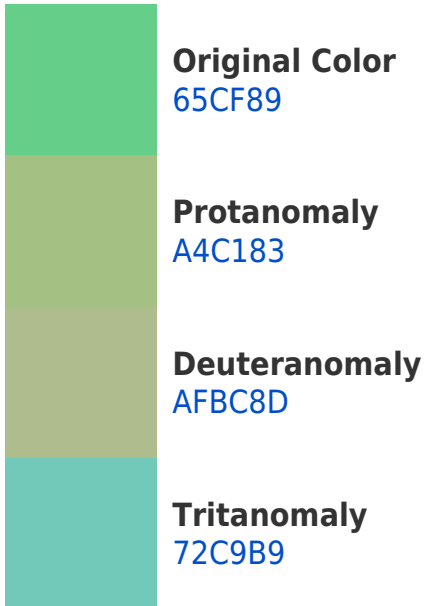 Original Color
65CF89
Protanomaly
A4C183
Deuteranomaly
AFBC8D
Tritanomaly
72C9B9